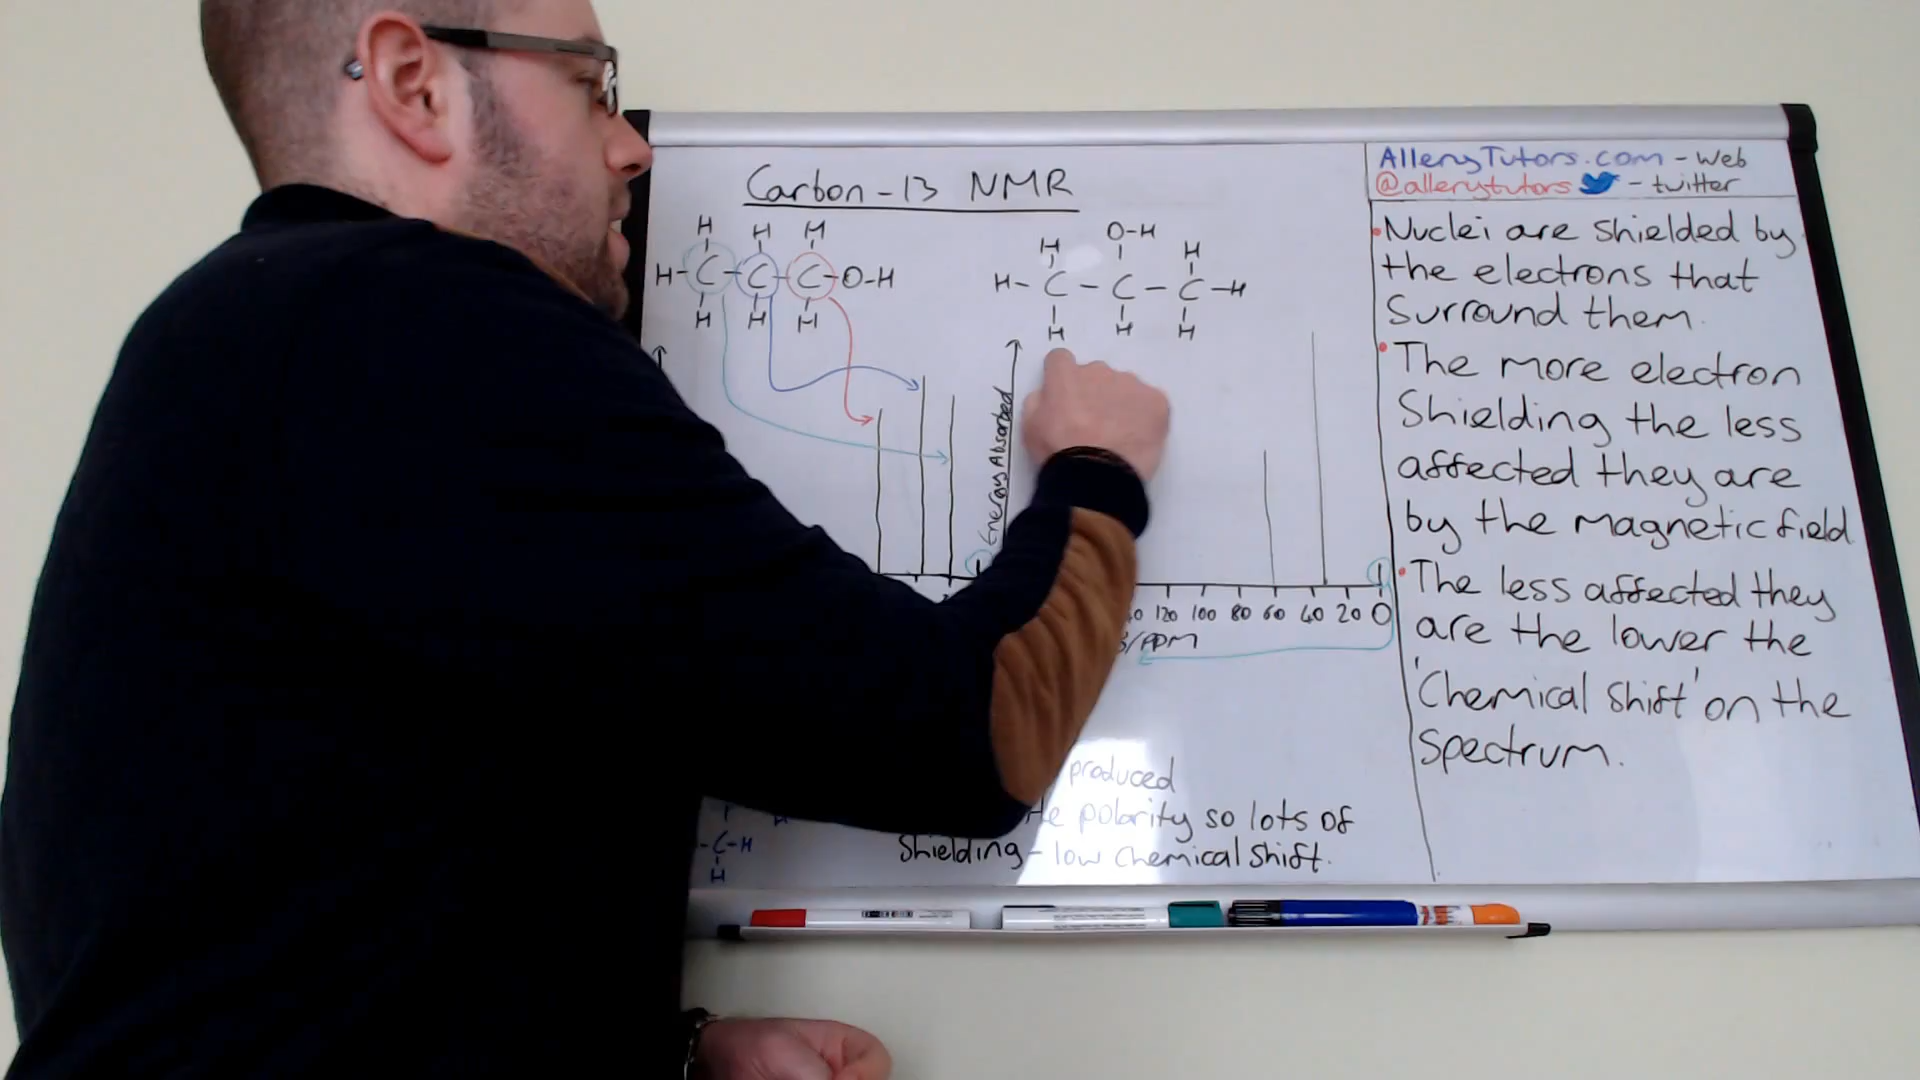 Carbon-13 NMR
H H H
H-C-C-C-O-H
H H H
O-H
H H
H-C-C-C-H
H H H
Energy Absorbed
120 100 80 60 40 20 0
/PPM
produced
polarity so lots of
Shielding - low Chemical Shift.
-C-H
H
AlleryTutors.com - Web
@allerytutors - twitter
• Nuclei are shielded by
the electrons that
Surround them.
• The more electron
Shielding the less
affected they are
by the magnetic field.
• The less affected they
are the lower the
'Chemical Shift' on the
Spectrum.